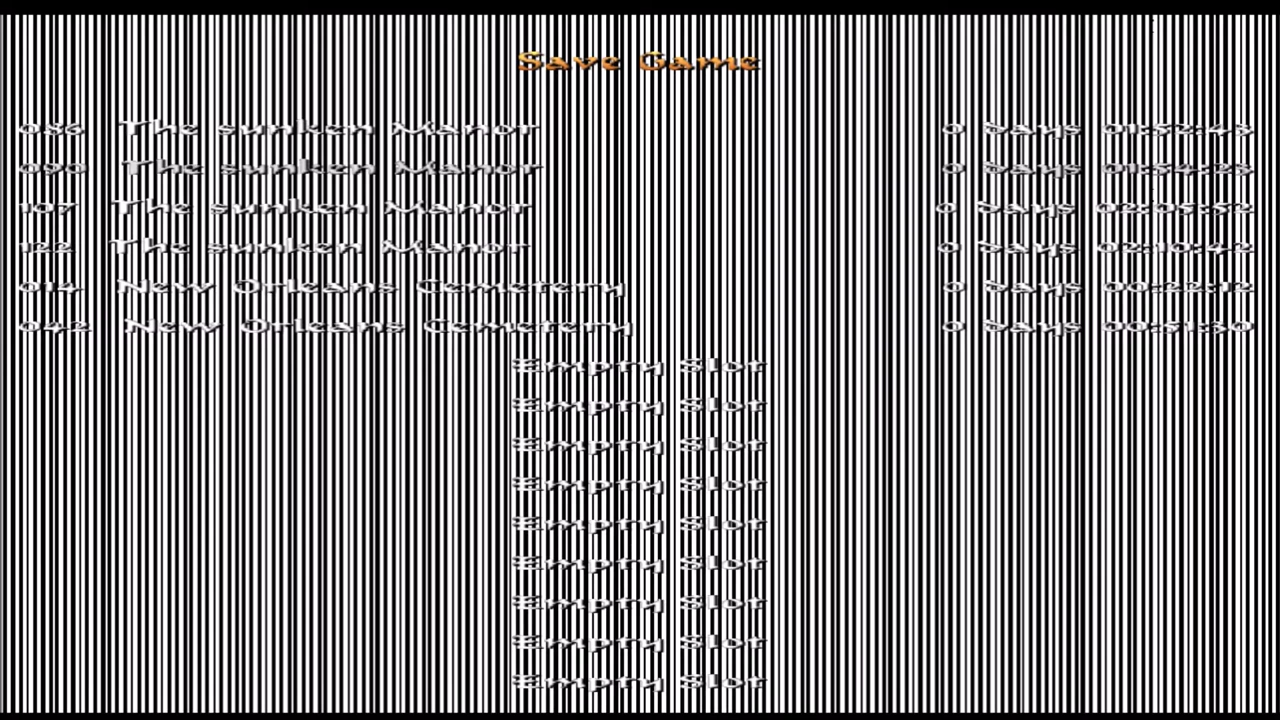 Save Game
086 The sunken Manor 0 days 01:52:43
090 The sunken Manor 0 days 01:54:25
107 The sunken Manor 0 days 02:05:52
122 The sunken Manor 0 days 02:10:42
014 New Orleans Cemetery 0 days 00:22:12
042 New Orleans Cemetery 0 days 00:51:30
Empty Slot
Empty Slot
Empty Slot
Empty Slot
Empty Slot
Empty Slot
Empty Slot
Empty Slot
Empty Slot